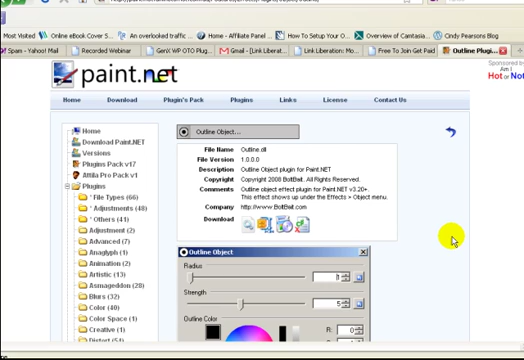 Most Visited Online eBook Cover S... An overlooked traffic ... Home - Affiliate Panel ... How To Setup Your O... Overview of Camtasia... Cindy Pearsons Blog
Spam - Yahoo! Mail Recorded Webinar GenX WP OTO Plug... Gmail - [Link Liberat... Link Liberation: Mo... Free To Join Get Paid Outline Plugi...
paint.net
Sponsored by
Am I
Hot or Not
Home Download Plugin's Pack Plugins Links License Contact Us
Home
Download Paint.NET
Versions
Plugins Pack v17
Attila Pro Pack v1
Plugins
* File Types (66)
* Adjustments (48)
* Others (41)
Adjustment (2)
Advanced (7)
Anaglyph (1)
Animation (2)
Artistic (13)
Asmageddon (28)
Blurs (32)
Color (40)
Color Space (1)
Creative (1)
Distort (54)
Outline Object...
File Name Outline.dll
File Version 1.0.0.0
Description Outline Object plugin for Paint.NET
Copyright Copyright 2008 BoltBait. All Rights Reserved.
Comments Outline object effect plugin for Paint.NET v3.20+.
This effect shows up under the Effects > Object menu.
Company http://www.BoltBait.com
Download
Outline Object
Radius
Strength
5
Outline Color
R: 0
G: 0